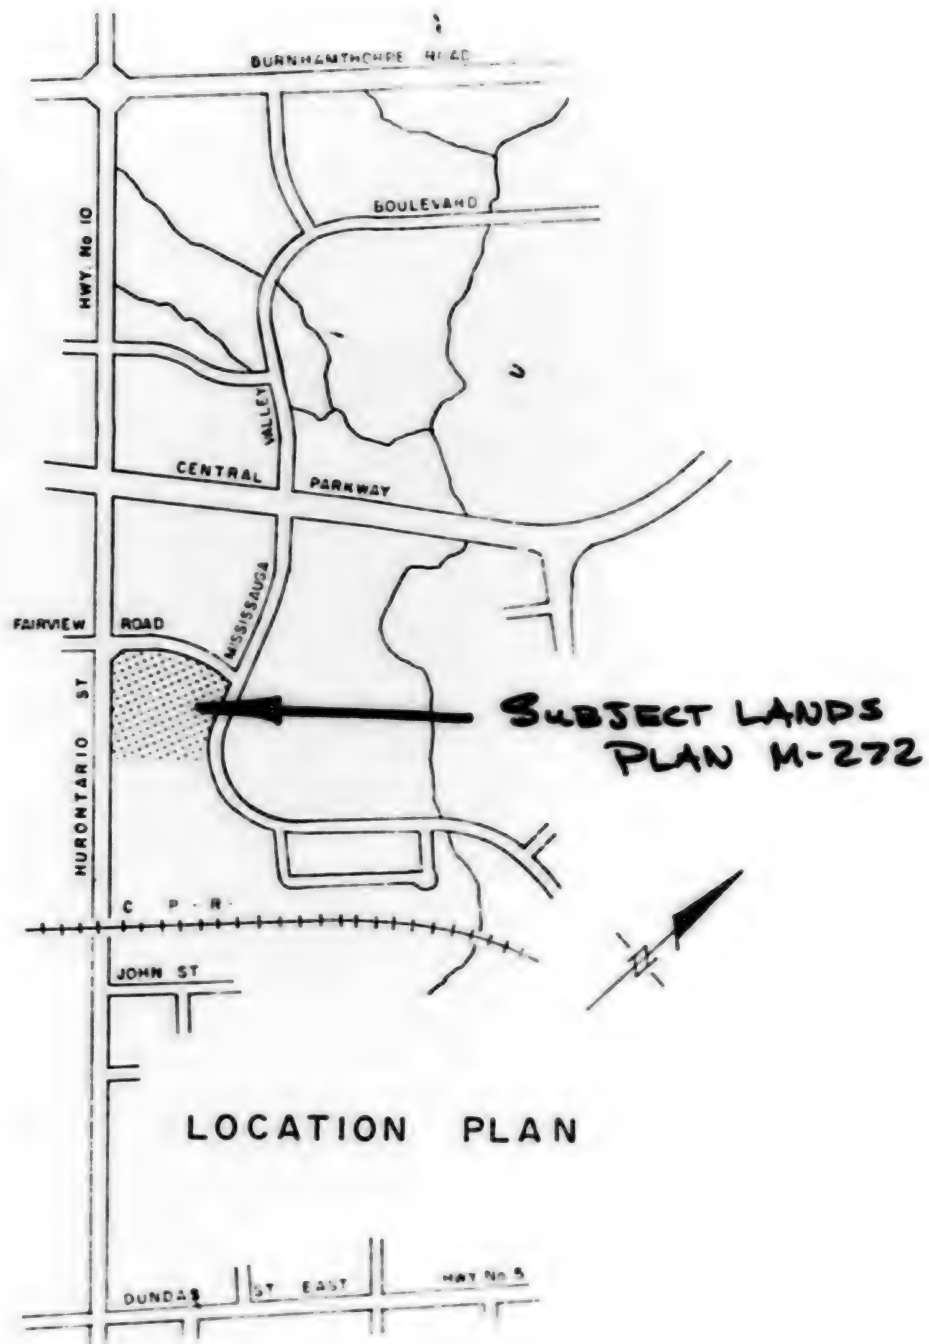 BURNHAMTHORPE ROAD
BOULEVARD
HWY. No. 10
VALLEY
CENTRAL PARKWAY
MISSISSAUGA
FAIRVIEW ROAD
HURONTARIO ST
SUBJECT LANDS
PLAN M-272
C P R
JOHN ST
LOCATION PLAN
DUNDAS ST EAST HWY No 5